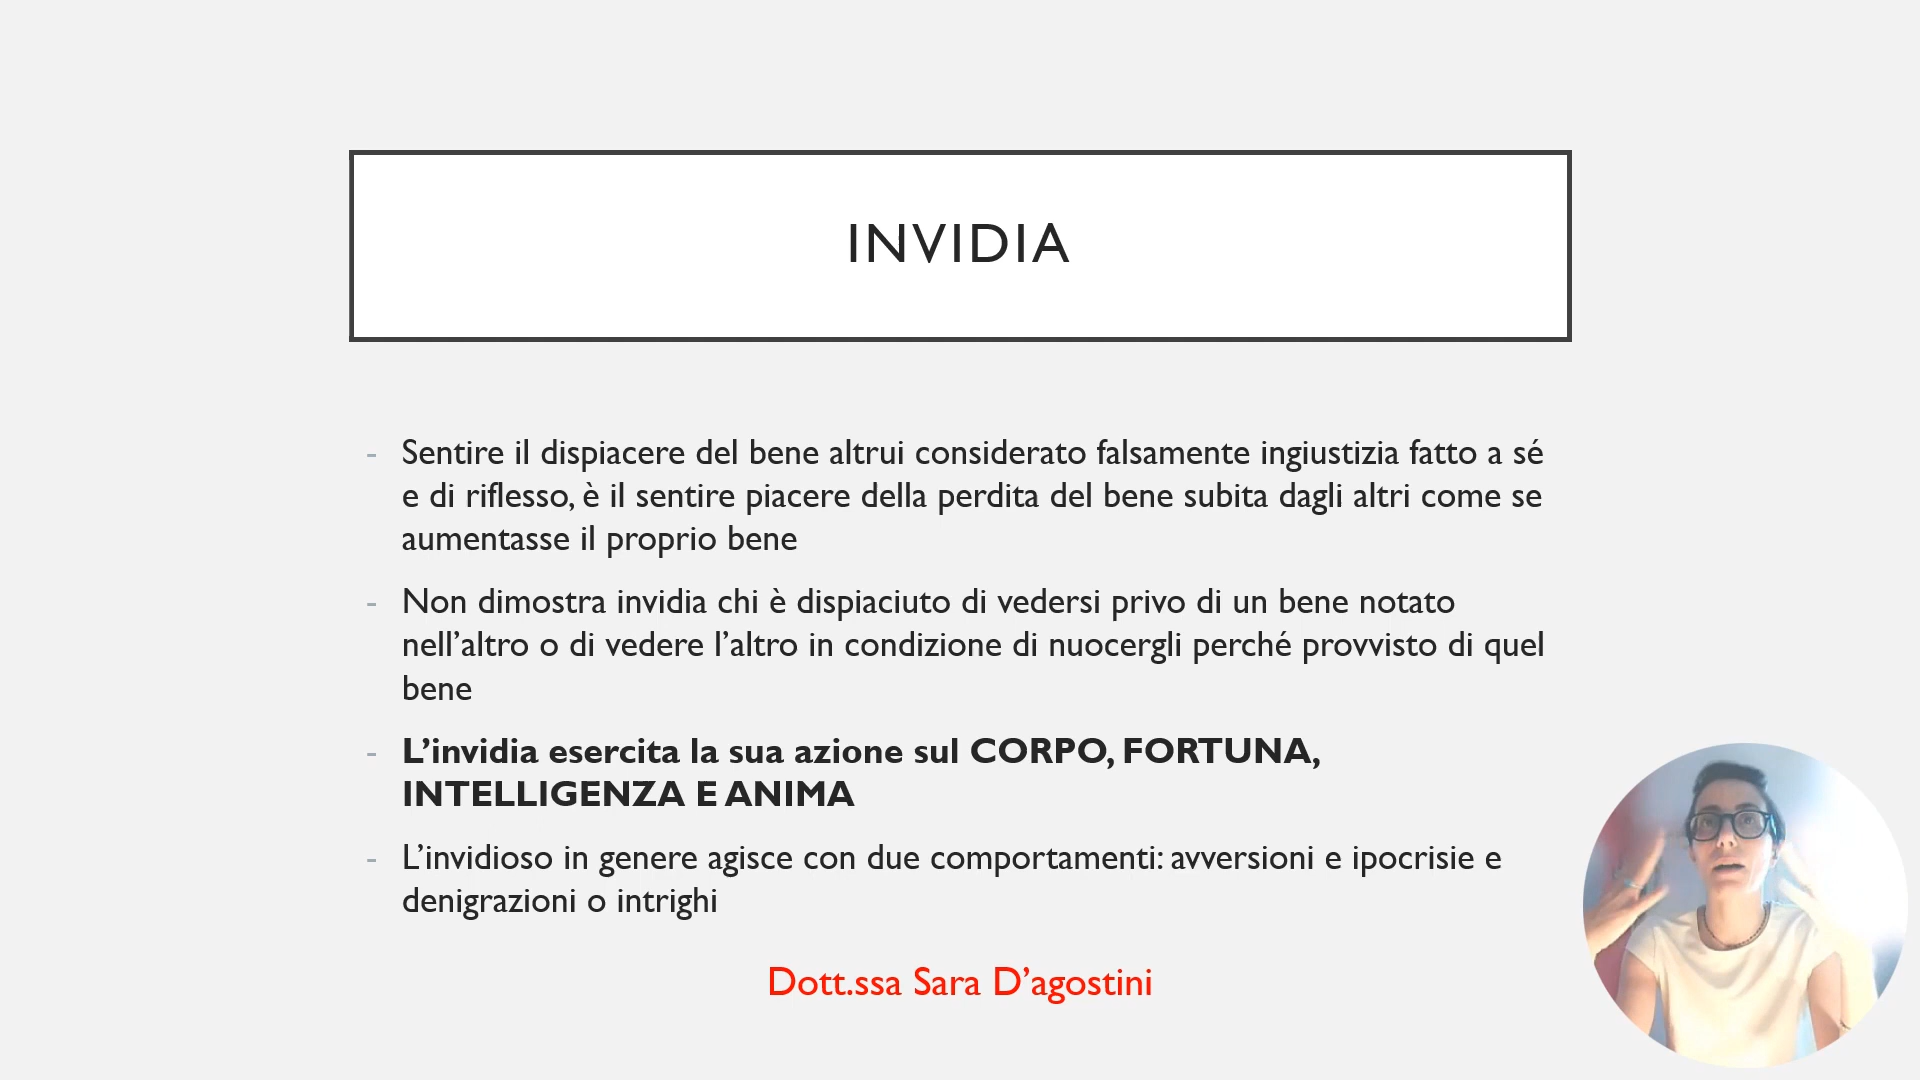 INVIDIA
- Sentire il dispiacere del bene altrui considerato falsamente ingiustizia fatto a sé
e di riflesso, è il sentire piacere della perdita del bene subita dagli altri come se
aumentasse il proprio bene
- Non dimostra invidia chi è dispiaciuto di vedersi privo di un bene notato
nell’altro o di vedere l’altro in condizione di nuocergli perché provvisto di quel
bene
- L’invidia esercita la sua azione sul CORPO, FORTUNA,
INTELLIGENZA E ANIMA
- L’invidioso in genere agisce con due comportamenti: avversioni e ipocrisie e
denigrazioni o intrighi
Dott.ssa Sara D’agostini